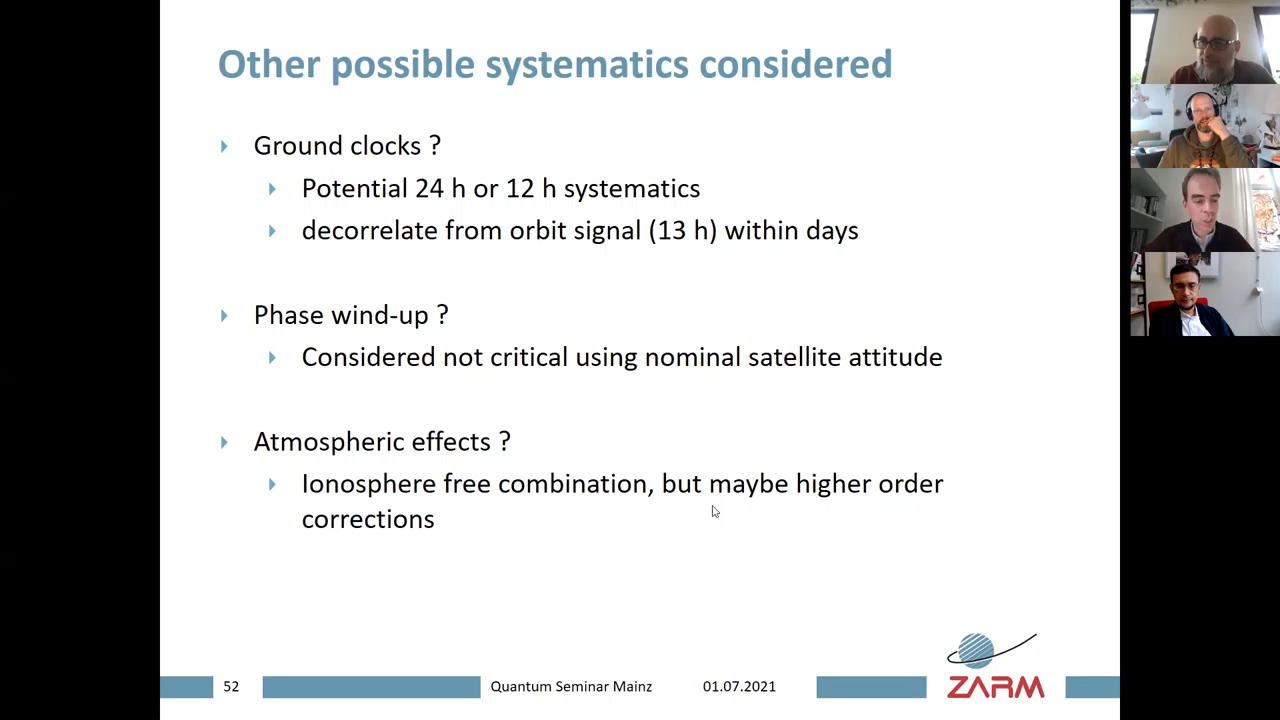 Other possible systematics considered
Ground clocks ?
Potential 24 h or 12 h systematics
decorrelate from orbit signal (13 h) within days
Phase wind-up ?
Considered not critical using nominal satellite attitude
Atmospheric effects ?
Ionosphere free combination, but maybe higher order
corrections
52
Quantum Seminar Mainz
01.07.2021
ZARM